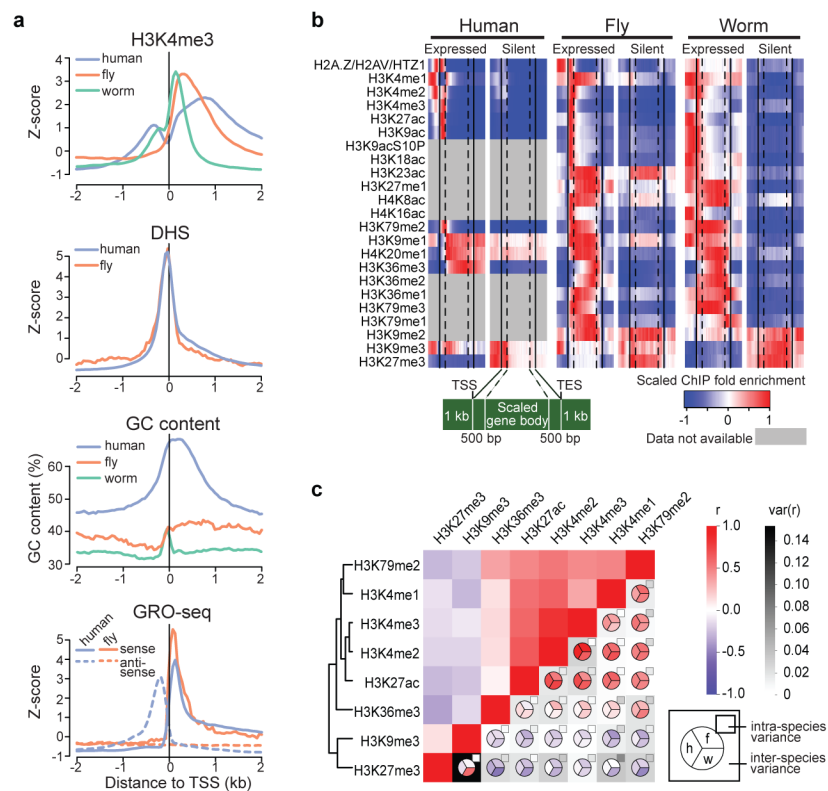 a
H3K4me3
human
fly
worm
Z-score
4
3
2
1
0
-1
-2 -1 0 1 2
DHS
human
fly
Z-score
5
4
3
2
1
0
-2 -1 0 1 2
GC content
human
fly
worm
GC content (%)
60
50
40
30
-2 -1 0 1 2
GRO-seq
human
fly
sense
anti-
sense
Z-score
5
4
3
2
1
0
-1
-2 -1 0 1 2
Distance to TSS (kb)
b
Human Fly Worm
Expressed Silent Expressed Silent Expressed Silent
H2A.Z/H2AV/HTZ1
H3K4me1
H3K4me2
H3K4me3
H3K27ac
H3K9ac
H3K9acS10P
H3K18ac
H3K23ac
H3K27me1
H4K8ac
H4K16ac
H3K79me2
H3K9me1
H4K20me1
H3K36me3
H3K36me2
H3K36me1
H3K79me3
H3K79me1
H3K9me2
H3K9me3
H3K27me3
TSS TES
1 kb
Scaled
gene body
1 kb
500 bp 500 bp
Scaled ChIP fold enrichment
-1 0 1
Data not available
c
H3K27me3
H3K9me3
H3K36me3
H3K27ac
H3K4me2
H3K4me3
H3K4me1
H3K79me2
H3K79me2
H3K4me1
H3K4me3
H3K4me2
H3K27ac
H3K36me3
H3K9me3
H3K27me3
r
1.0
0.5
0.0
-0.5
-1.0
var(r)
0.14
0.12
0.10
0.08
0.06
0.04
0.02
0
h f w
intra-species
variance
inter-species
variance